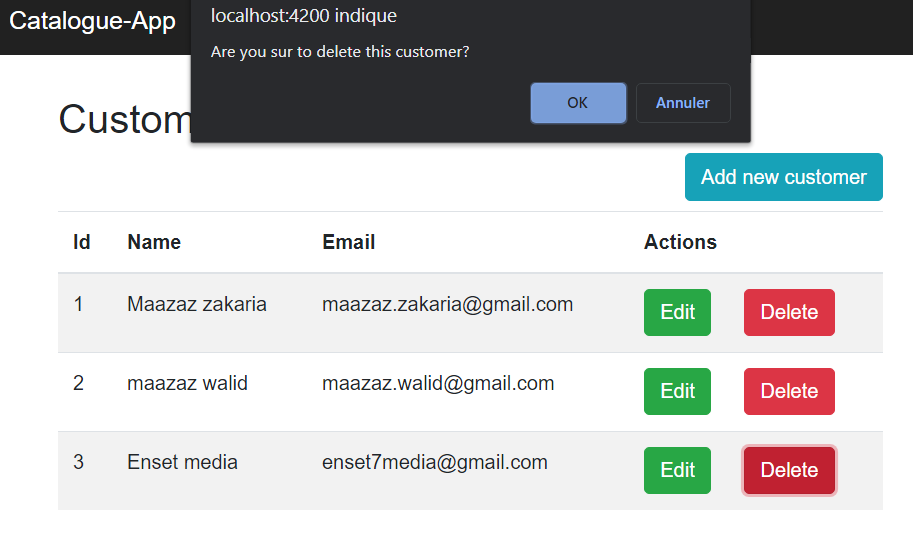 Catalogue-App
localhost:4200 indique
Are you sur to delete this customer?
OK Annuler
Custom
Add new customer
Id Name Email Actions
1 Maazaz zakaria maazaz.zakaria@gmail.com Edit Delete
2 maazaz walid maazaz.walid@gmail.com Edit Delete
3 Enset media enset7media@gmail.com Edit Delete